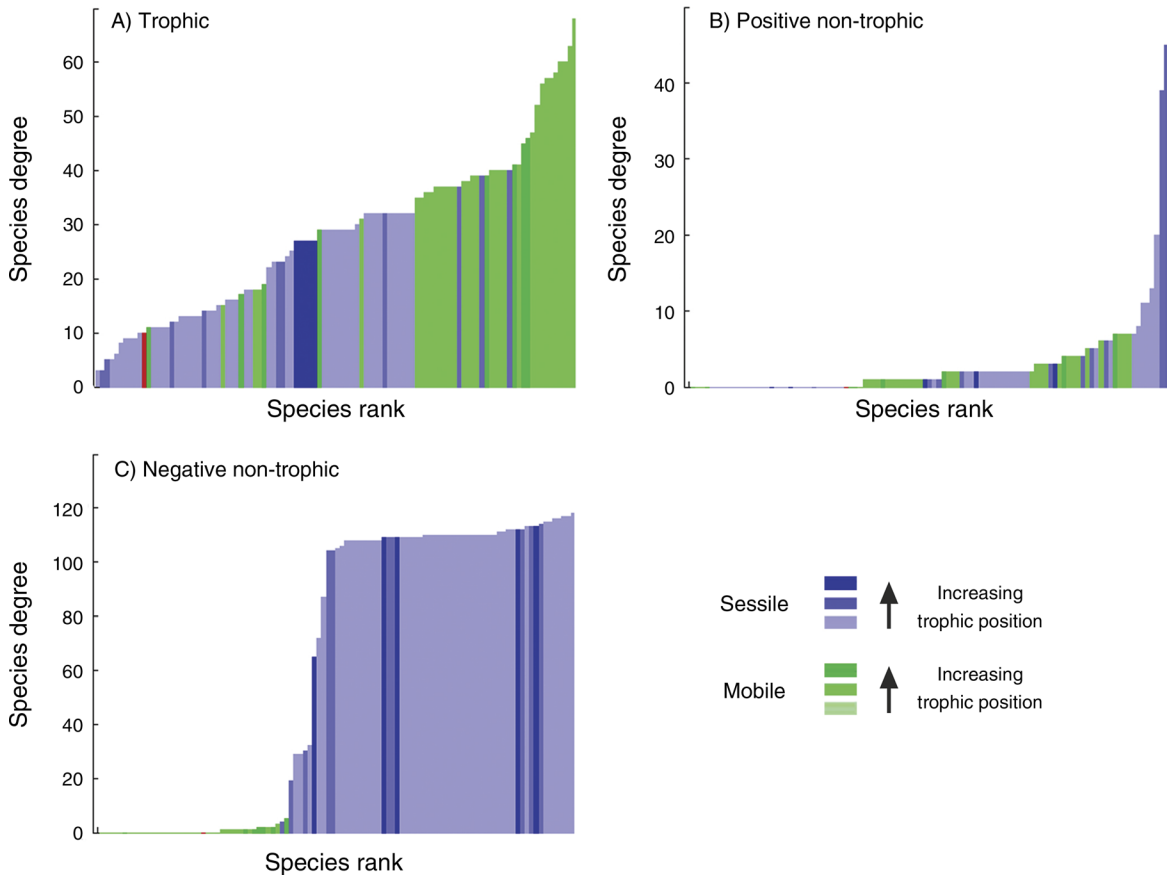 A) Trophic
60
50
40
30
20
10
0
Species degree
Species rank
B) Positive non-trophic
40
30
20
10
0
Species degree
Species rank
C) Negative non-trophic
120
100
80
60
40
20
0
Species degree
Species rank
Sessile
Increasing
trophic position
Mobile
Increasing
trophic position